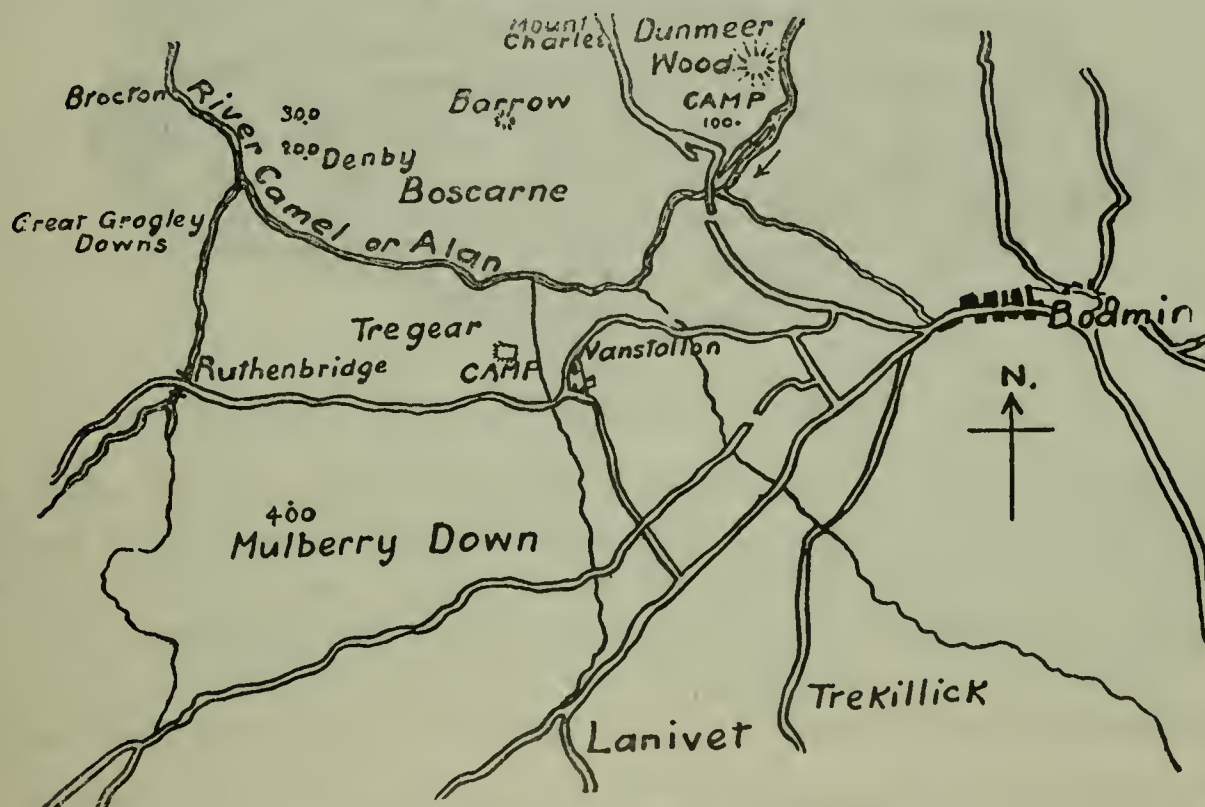 Mount
Charles
Dunmeer
Wood
CAMP
100.
Brocton
River Camel or Alan
300
200
Denby
Barrow
Boscarne
Great Grogley
Downs
Tregear
CAMP
Nanstallon
Ruthenbridge
Bodmin
N.
400
Mulberry Down
Lanivet
Trekillick